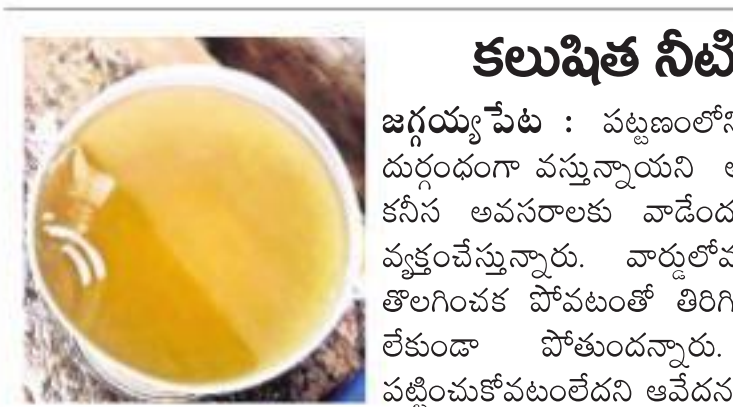 కలుషిత నీటి
జగ్గయ్యపేట : పట్టణంలోని
దుర్గంధంగా వస్తున్నాయని
కనీస అవసరాలకు వాడేంద
వ్యక్తంచేస్తున్నారు. వార్డులో
తొలగించక పోవటంతో తిరిగి
లేకుండా పోతుందన్నారు.
పట్టించుకోవటంలేదని ఆవేదన